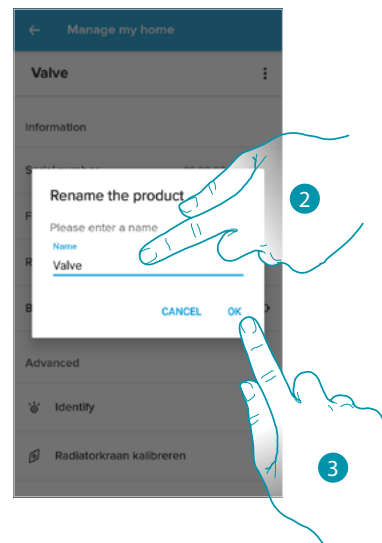 Manage my home
Valve
Information
Rename the product
Please enter a name
Name
Valve
CANCEL OK
Advanced
Identify
Radiatorkraan kalibreren
2
3